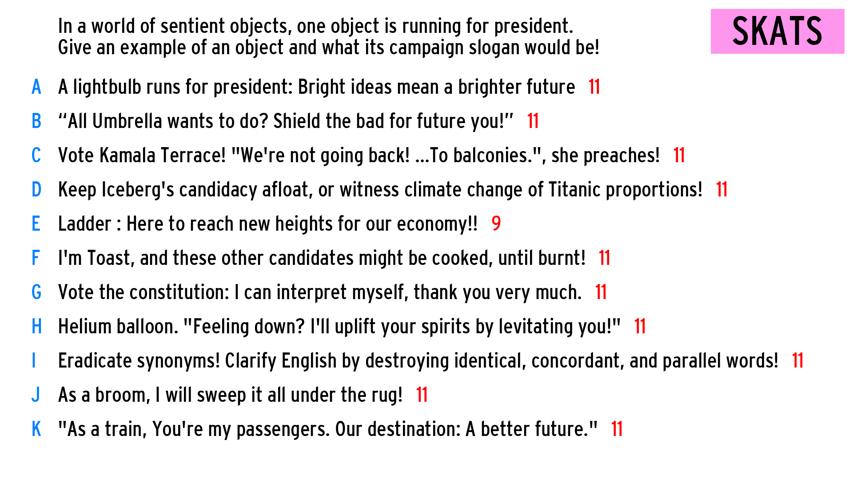 In a world of sentient objects, one object is running for president.
Give an example of an object and what its campaign slogan would be!
SKATS
A A lightbulb runs for president: Bright ideas mean a brighter future 11
B “All Umbrella wants to do? Shield the bad for future you!” 11
C Vote Kamala Terrace! "We're not going back! ...To balconies.", she preaches! 11
D Keep Iceberg's candidacy afloat, or witness climate change of Titanic proportions! 11
E Ladder : Here to reach new heights for our economy!! 9
F I'm Toast, and these other candidates might be cooked, until burnt! 11
G Vote the constitution: I can interpret myself, thank you very much. 11
H Helium balloon. "Feeling down? I'll uplift your spirits by levitating you!" 11
I Eradicate synonyms! Clarify English by destroying identical, concordant, and parallel words! 11
J As a broom, I will sweep it all under the rug! 11
K "As a train, You're my passengers. Our destination: A better future." 11